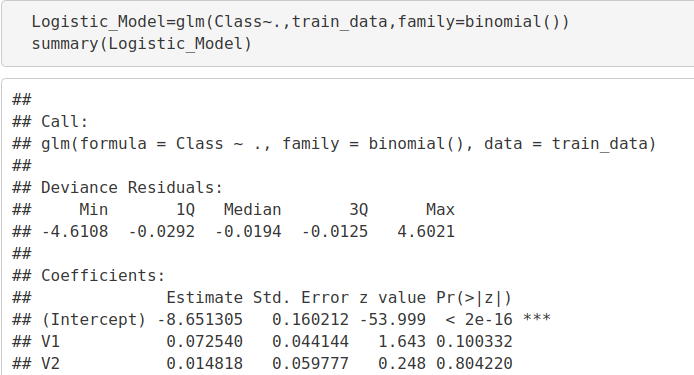 Logistic_Model=glm(Class~.,train_data,family=binomial())
summary(Logistic_Model)
##
## Call:
## glm(formula = Class ~ ., family = binomial(), data = train_data)
##
## Deviance Residuals:
##     Min       1Q   Median       3Q      Max
## -4.6108  -0.0292  -0.0194  -0.0125   4.6021
##
## Coefficients:
##              Estimate Std. Error z value Pr(>|z|)
## (Intercept) -8.651305   0.160212 -53.999  < 2e-16 ***
## V1           0.072540   0.044144   1.643 0.100332
## V2           0.014818   0.059777   0.248 0.804220